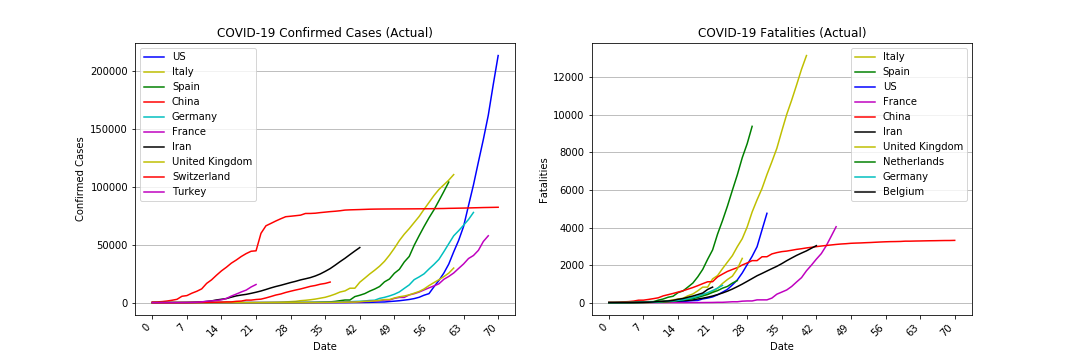 COVID-19 Confirmed Cases (Actual)
Confirmed Cases
200000
150000
100000
50000
0
US
Italy
Spain
China
Germany
France
Iran
United Kingdom
Switzerland
Turkey
0 7 14 21 28 35 42 49 56 63 70
Date
COVID-19 Fatalities (Actual)
Fatalities
12000
10000
8000
6000
4000
2000
0
Italy
Spain
US
France
China
Iran
United Kingdom
Netherlands
Germany
Belgium
0 7 14 21 28 35 42 49 56 63 70
Date